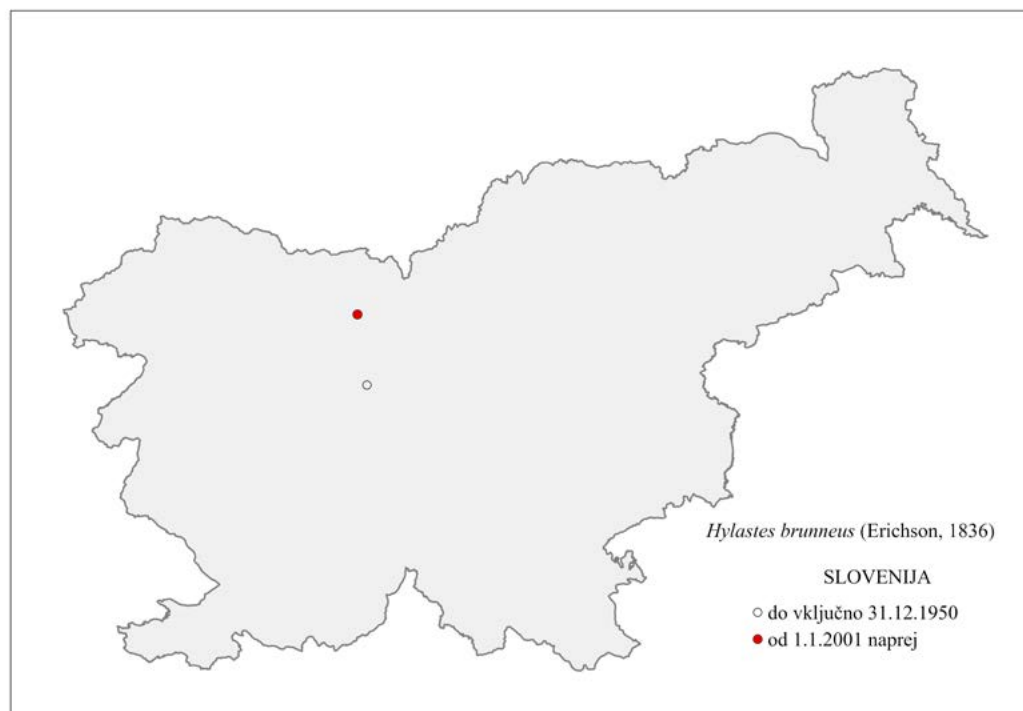 Hylastes brunneus (Erichson, 1836)
SLOVENIJA
do vključno 31.12.1950
od 1.1.2001 naprej